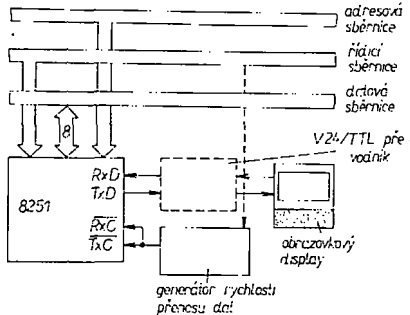 adresová
sběrnice
řídicí
sběrnice
datová
sběrnice
8
V24/TTL pře
vodník
RxD
TxD
8251
RxC
TxC
obrazovkový
display
generátor rychlosti
přenosu dat